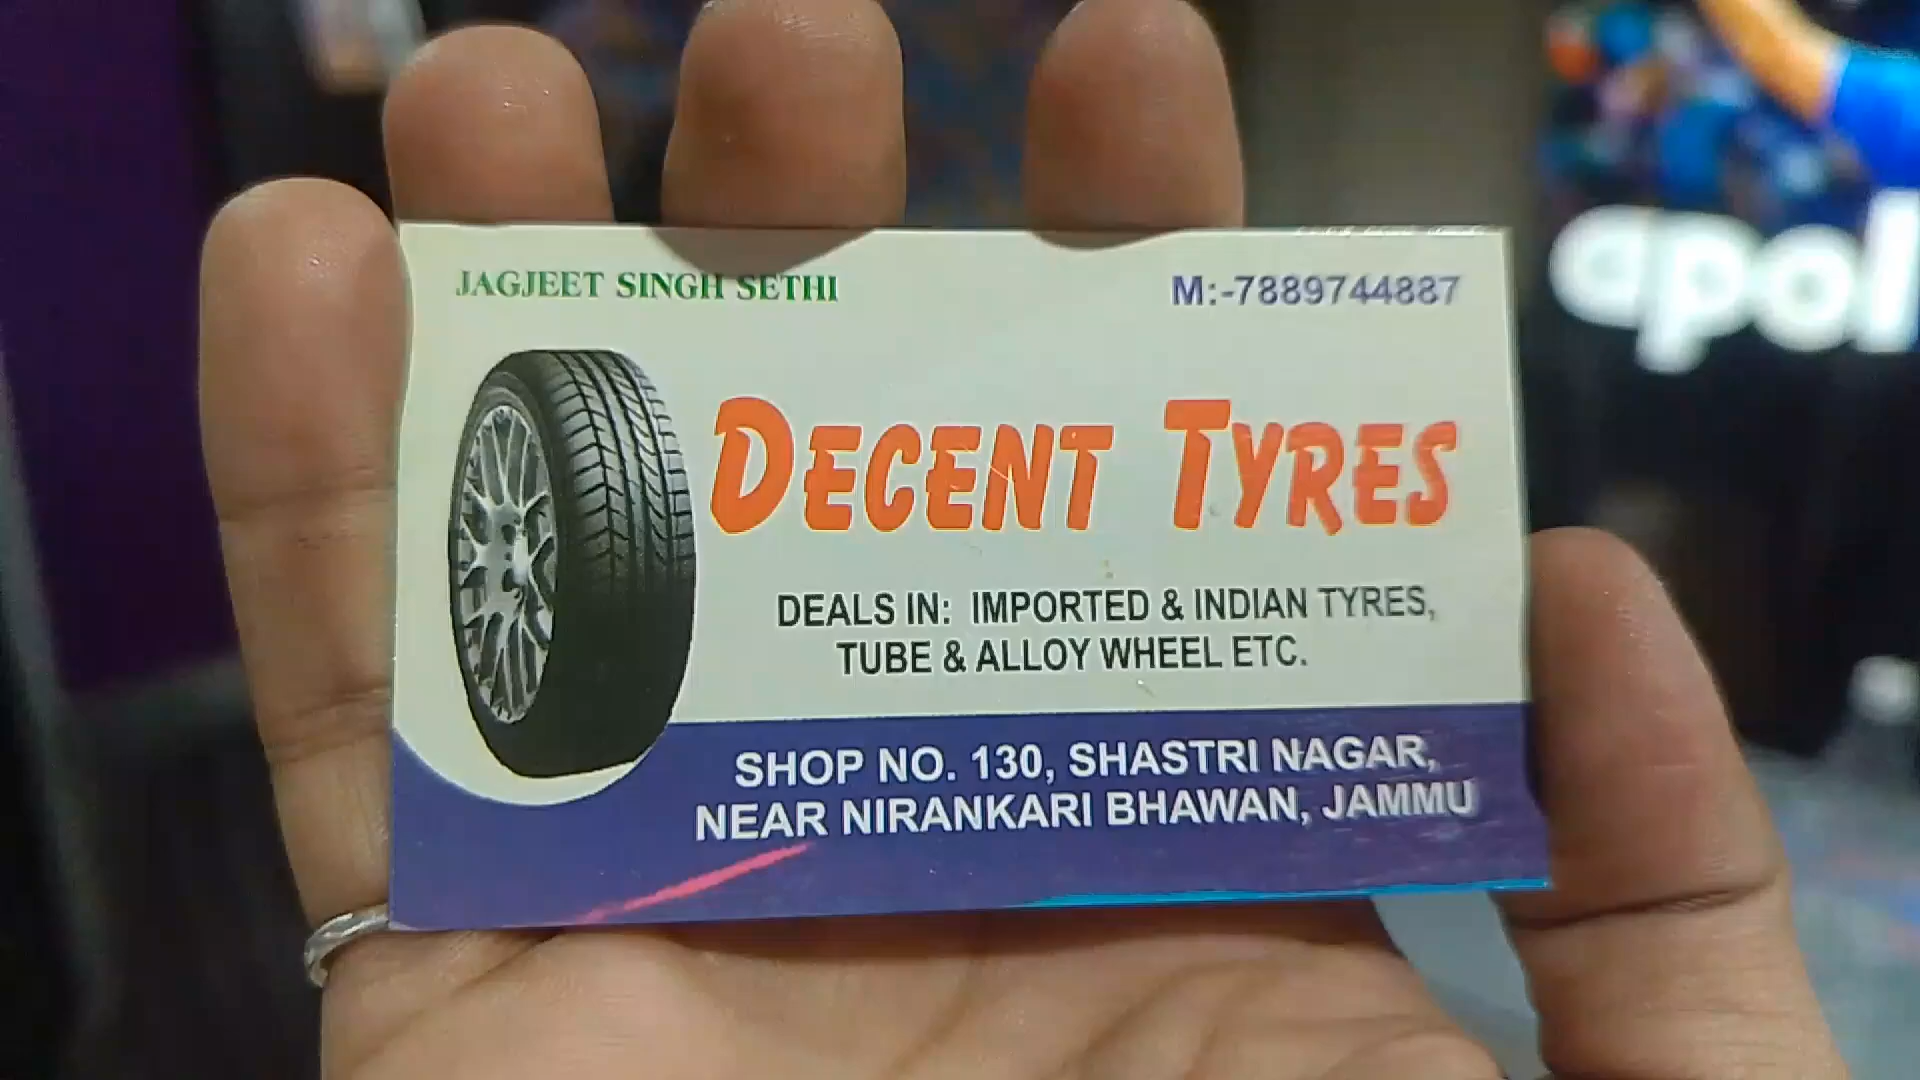 JAGJEET SINGH SETHI
M:-7889744887
DECENT TYRES
DEALS IN: IMPORTED & INDIAN TYRES,
TUBE & ALLOY WHEEL ETC.
SHOP NO. 130, SHASTRI NAGAR,
NEAR NIRANKARI BHAWAN, JAMMU
apol